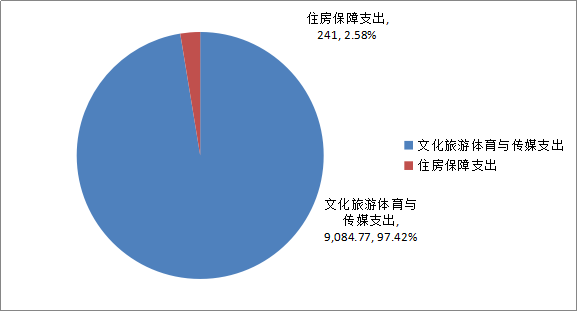 住房保障支出,
241, 2.58%
文化旅游体育与传媒支出
住房保障支出
文化旅游体育与
传媒支出,
9,084.77, 97.42%